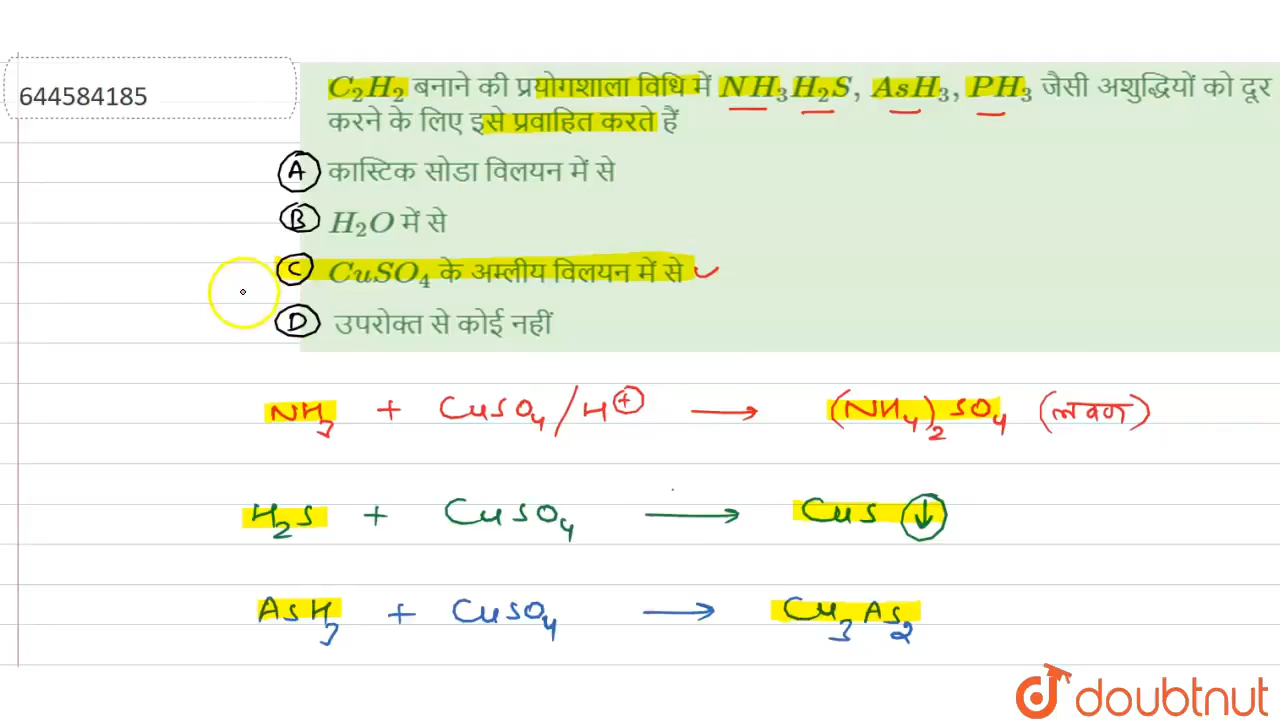 644584185
C₂H₂ बनाने की प्रयोगशाला विधि में NH₃H₂S, AsH₃, PH₃ जैसी अशुद्धियों को दूर
करने के लिए इसे प्रवाहित करते हैं
A कास्टिक सोडा विलयन में से
B H₂O में से
C CuSO₄ के अम्लीय विलयन में से ✓
D उपरोक्त से कोई नहीं
NH₃ + CuSO₄/H⊕ → (NH₄)₂SO₄ (लवण)
H₂S + CuSO₄ → CuS ↓
AsH₃ + CuSO₄ → Cu₃As₂
doubtnut